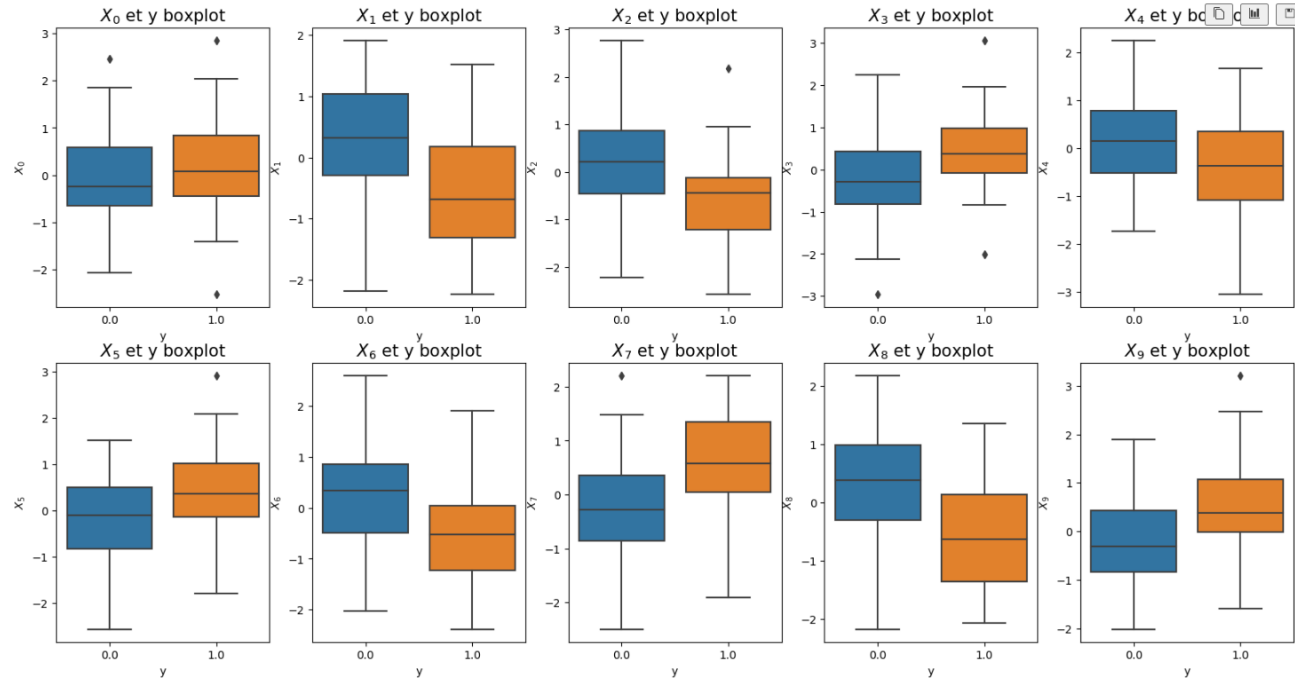 X0 et y boxplot
X1 et y boxplot
X2 et y boxplot
X3 et y boxplot
X4 et y boxplot
3
2
1
0
−1
−2
X0
0.0
1.0
y
2
1
0
−1
−2
X1
0.0
1.0
y
3
2
1
0
−1
−2
X2
0.0
1.0
y
3
2
1
0
−1
−2
−3
X3
0.0
1.0
y
2
1
0
−1
−2
−3
X4
0.0
1.0
y
X5 et y boxplot
X6 et y boxplot
X7 et y boxplot
X8 et y boxplot
X9 et y boxplot
3
2
1
0
−1
−2
X5
0.0
1.0
y
2
1
0
−1
−2
X6
0.0
1.0
y
2
1
0
−1
−2
X7
0.0
1.0
y
2
1
0
−1
−2
X8
0.0
1.0
y
3
2
1
0
−1
−2
X9
0.0
1.0
y